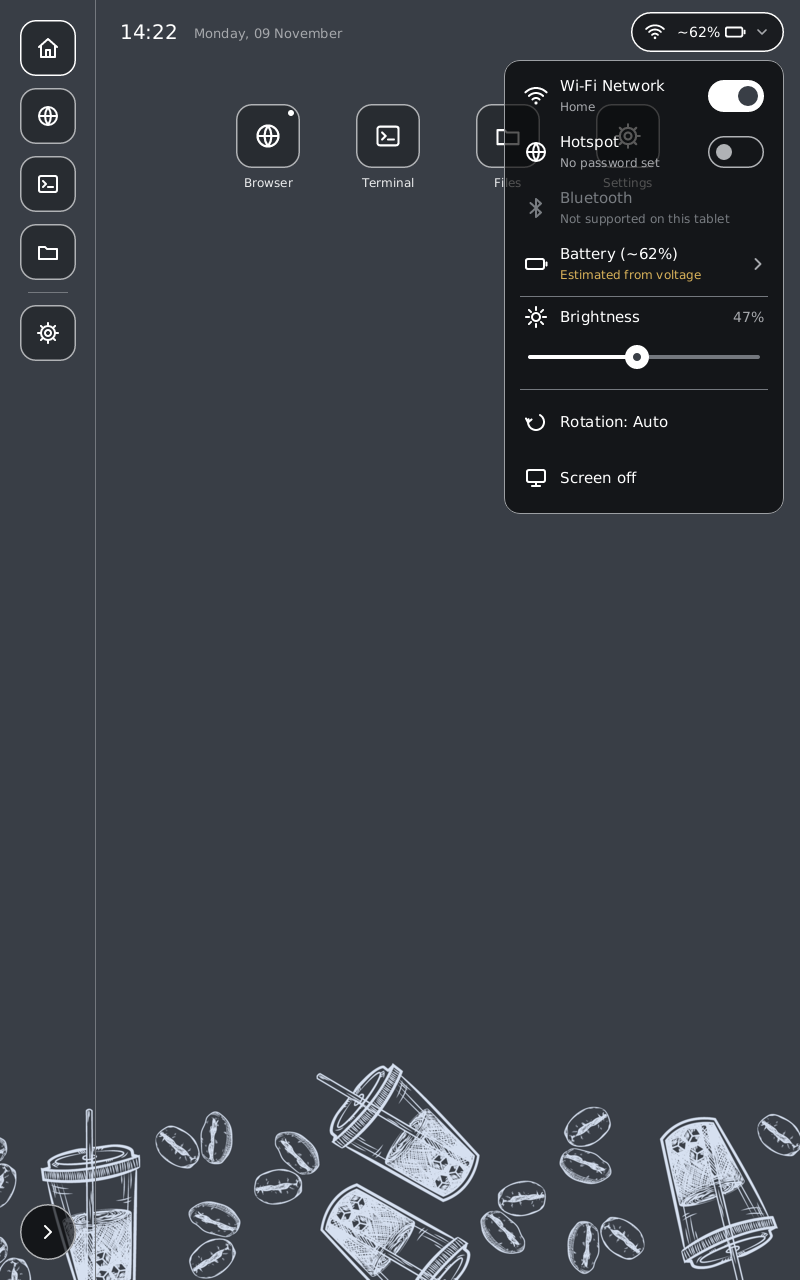 14:22 Monday, 09 November
~62%
Wi-Fi Network
Home
Hotspot
No password set
Browser
Terminal
Files
Settings
Bluetooth
Not supported on this tablet
Battery (~62%)
Estimated from voltage
Brightness 47%
Rotation: Auto
Screen off